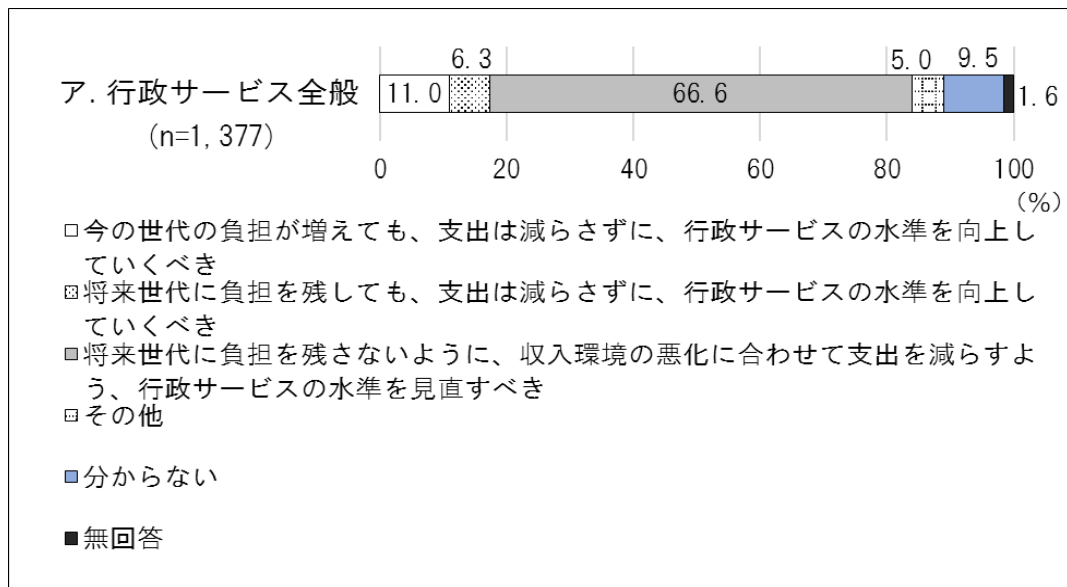 6.3 5.0 9.5
ア.行政サービス全般 11.0 66.6 1.6
(n=1,377)
0 20 40 60 80 100
(%)
今の世代の負担が増えても、支出は減らさずに、行政サービスの水準を向上し
ていくべき
将来世代に負担を残しても、支出は減らさずに、行政サービスの水準を向上し
ていくべき
将来世代に負担を残さないように、収入環境の悪化に合わせて支出を減らすよ
う、行政サービスの水準を見直すべき
その他
分からない
無回答